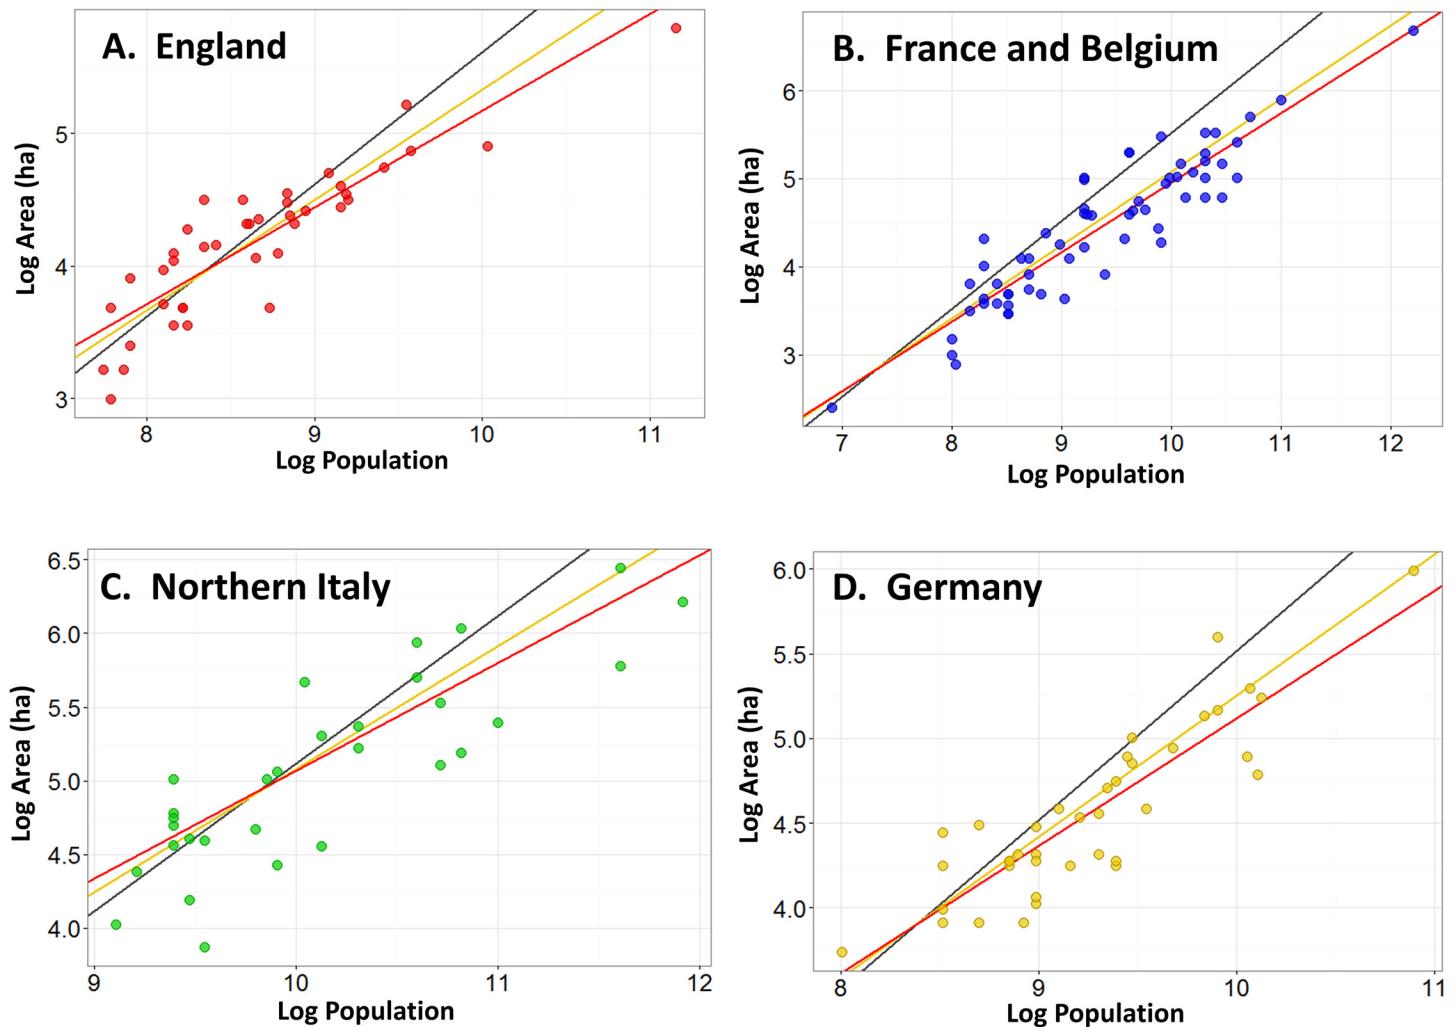 A. England
5
4
3
Log Area (ha)
8 9 10 11
Log Population
B. France and Belgium
6
5
4
3
Log Area (ha)
7 8 9 10 11 12
Log Population
C. Northern Italy
6.5
6.0
5.5
5.0
4.5
4.0
Log Area (ha)
9 10 11 12
Log Population
D. Germany
6.0
5.5
5.0
4.5
4.0
Log Area (ha)
8 9 10 11
Log Population